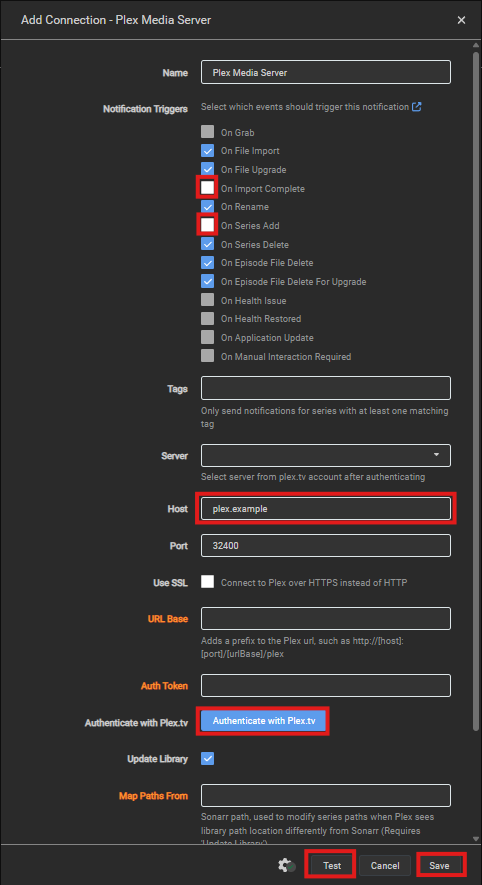 Add Connection - Plex Media Server
Name
Plex Media Server
Notification Triggers
Select which events should trigger this notification
On Grab
On File Import
On File Upgrade
On Import Complete
On Rename
On Series Add
On Series Delete
On Episode File Delete
On Episode File Delete For Upgrade
On Health Issue
On Health Restored
On Application Update
On Manual Interaction Required
Tags
Only send notifications for series with at least one matching
tag
Server
Select server from plex.tv account after authenticating
Host
plex.example
Port
32400
Use SSL
Connect to Plex over HTTPS instead of HTTP
URL Base
Adds a prefix to the Plex url, such as http://[host]:
[port]/[urlBase]/plex
Auth Token
Authenticate with Plex.tv
Authenticate with Plex.tv
Update Library
Map Paths From
Sonarr path, used to modify series paths when Plex sees
library path location differently from Sonarr (Requires
'Update Library')
Test
Cancel
Save